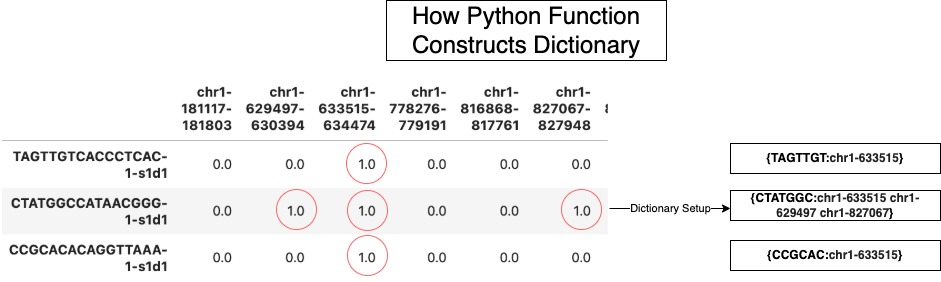 How Python Function
Constructs Dictionary
chr1- chr1- chr1- chr1- chr1- chr1-
181117- 629497- 633515- 778276- 816868- 827067-
181803 630394 634474 779191 817761 827948
TAGTTGTCACCCTCAC-
1-s1d1
0.0 0.0 1.0 0.0 0.0 0.0
{TAGTTGT:chr1-633515}
CTATGGCCATAACGGG-
1-s1d1
0.0 1.0 1.0 0.0 0.0 1.0
Dictionary Setup
{CTATGGC:chr1-633515 chr1-
629497 chr1-827067}
CCGCACACAGGTTAAA-
1-s1d1
0.0 0.0 1.0 0.0 0.0 0.0
{CCGCAC:chr1-633515}